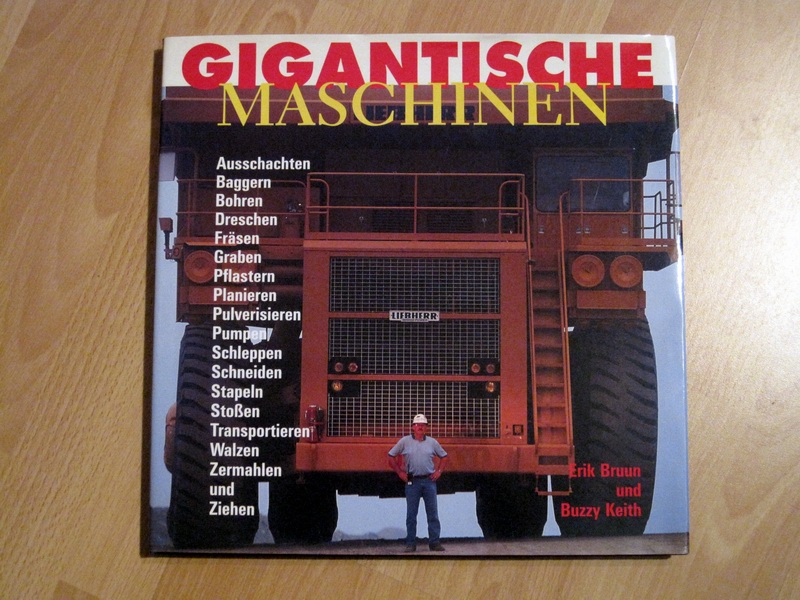 GIGANTISCHE
MASCHINEN
Ausschachten
Baggern
Bohren
Dreschen
Fräsen
Graben
Pflastern
Planieren
Pulverisieren
Pumpen
Schleppen
Schneiden
Stapeln
Stoßen
Transportieren
Walzen
Zermahlen
und
Ziehen
LIEBHERR
Erik Bruun
und
Buzzy Keith